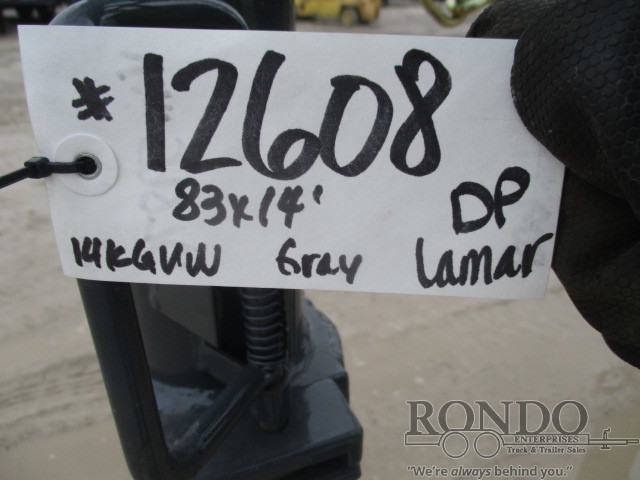 *12608
83x14' DP
14KGVW Gray Lamar
RONDO
ENTERPRISES
Truck & Trailer Sales
"We're always behind you."